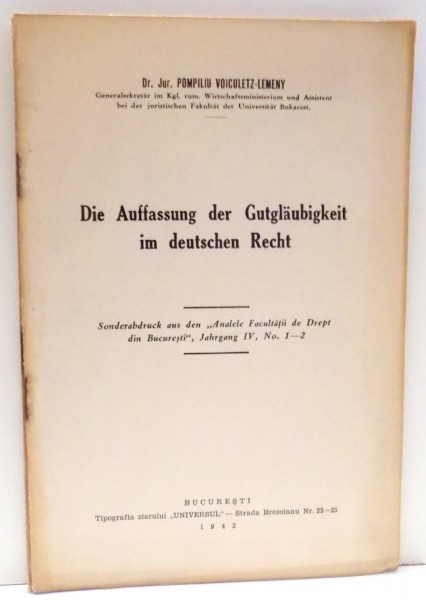 Dr. Jur. POMPILIU VOICULETZ-LEMENY
Generalsekretär im Kgl. rum. Wirtschaftsministerium und Assistent
bei der juristischen Fakultät der Universität Bukarest.
Die Auffassung der Gutgläubigkeit
im deutschen Recht
Sonderabdruck aus den „Analele Facultății de Drept
din București", Jahrgang IV, No. 1—2
BUCUREȘTI
Tipografia ziarului „UNIVERSUL" — Strada Brezoianu Nr. 23—25
1942